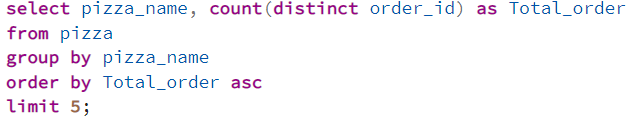 select pizza_name, count(distinct order_id) as Total_order
from pizza
group by pizza_name
order by Total_order asc
limit 5;